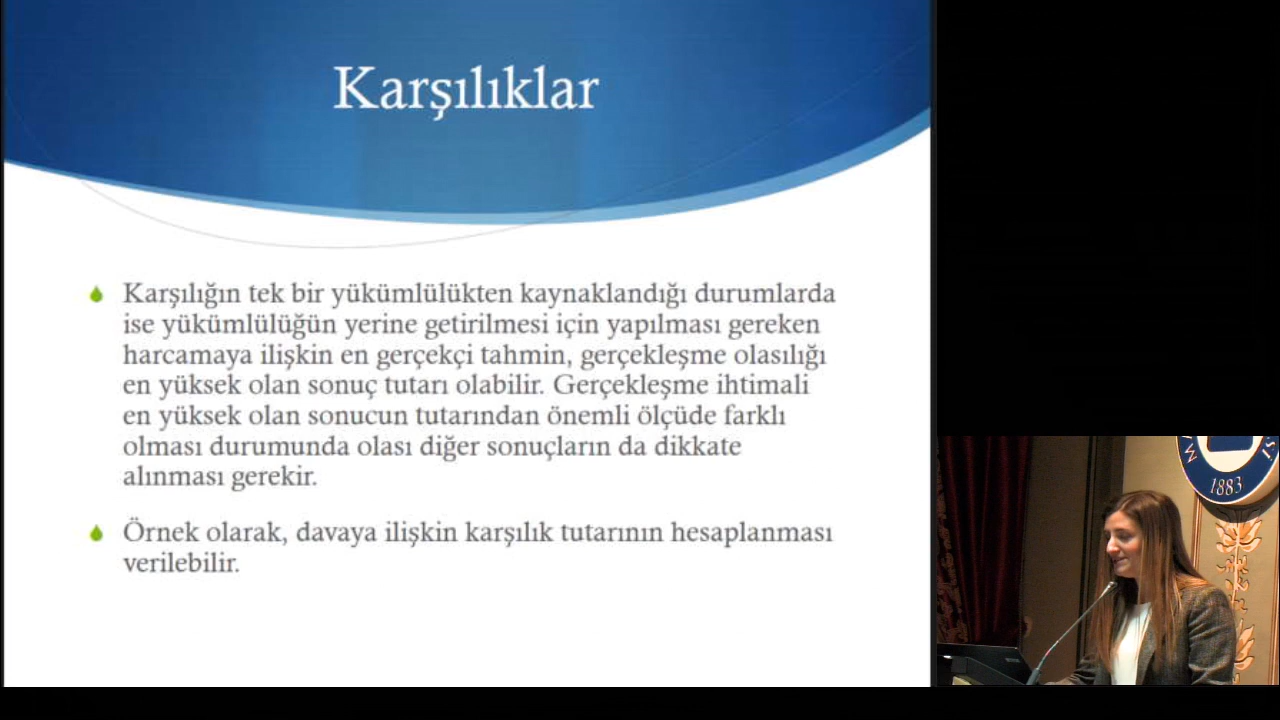 Karşılıklar
Karşılığın tek bir yükümlülükten kaynaklandığı durumlarda
ise yükümlülüğün yerine getirilmesi için yapılması gereken
harcamaya ilişkin en gerçekçi tahmin, gerçekleşme olasılığı
en yüksek olan sonuç tutarı olabilir. Gerçekleşme ihtimali
en yüksek olan sonucun tutarından önemli ölçüde farklı
olması durumunda olası diğer sonuçların da dikkate
alınması gerekir.
Örnek olarak, davaya ilişkin karşılık tutarının hesaplanması
verilebilir.
1883